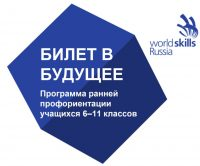 БИЛЕТ В
БУДУЩЕЕ
Программа ранней
профориентации
учащихся 6–11 классов
worldskills
Russia